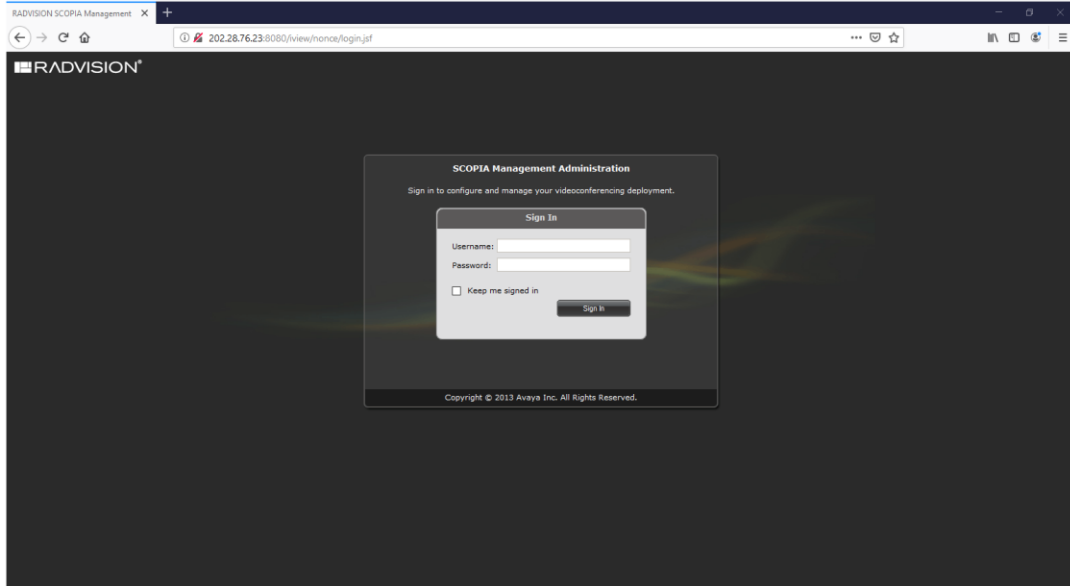 RADVISION SCOPIA Management
202.28.76.23:8080/iview/nonce/login.jsf
RADVISION®
SCOPIA Management Administration
Sign in to configure and manage your videoconferencing deployment.
Sign In
Username:
Password:
Keep me signed in
Sign In
Copyright © 2013 Avaya Inc. All Rights Reserved.